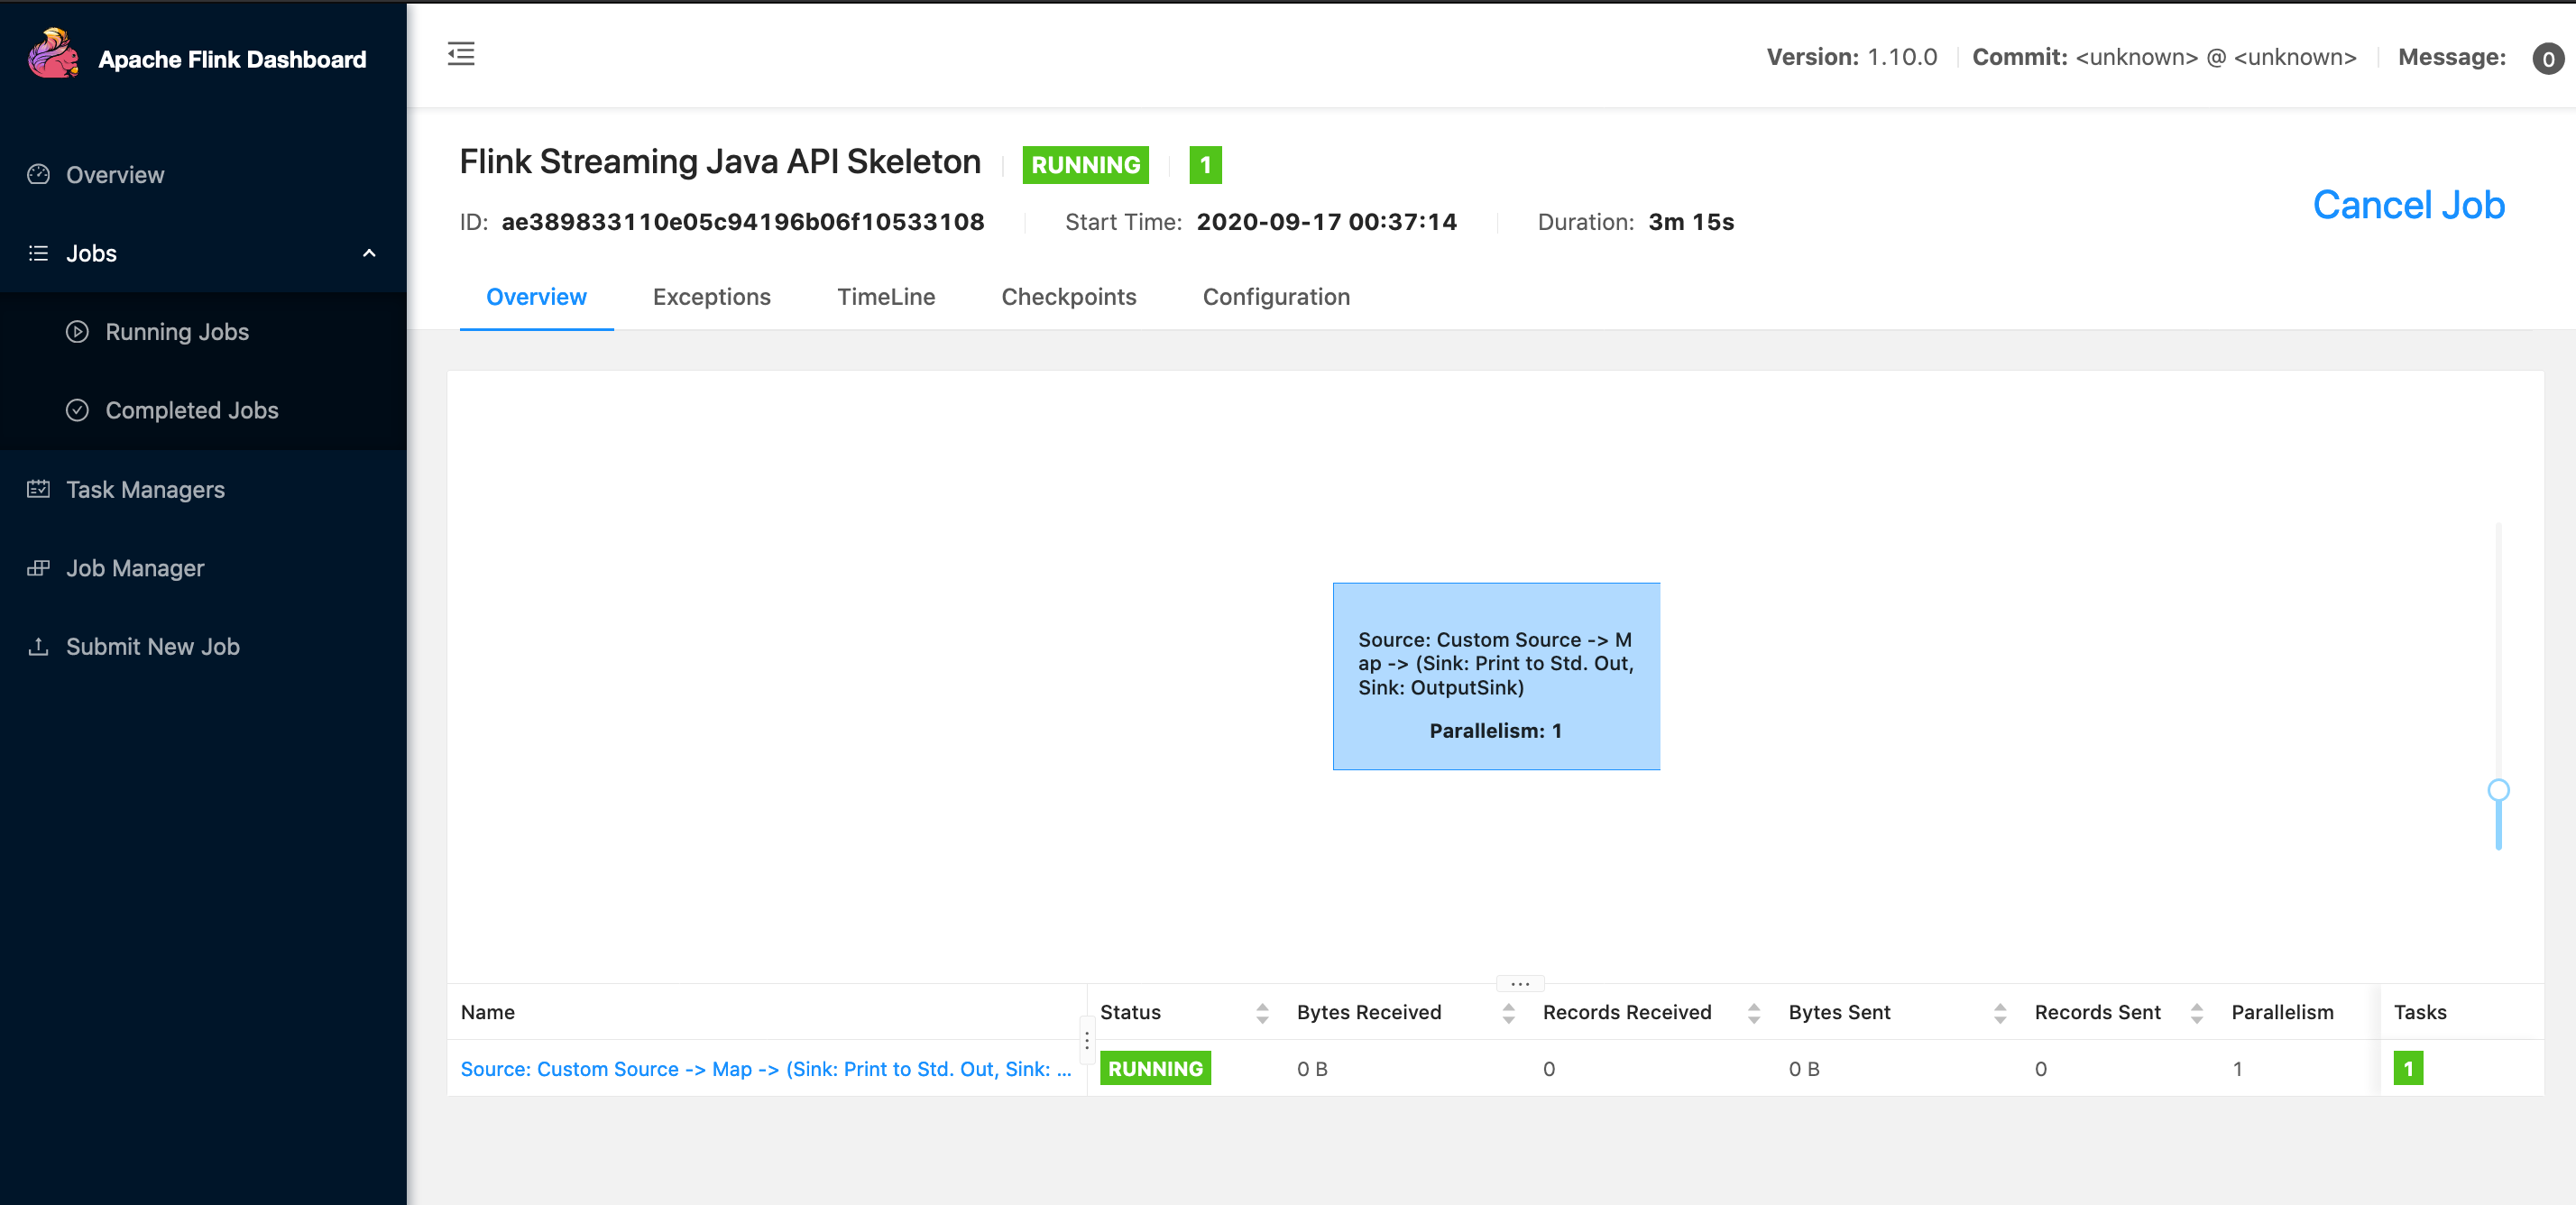 Apache Flink Dashboard
Overview
Jobs
Running Jobs
Completed Jobs
Task Managers
Job Manager
Submit New Job
Version: 1.10.0 Commit: <unknown> @ <unknown> Message: 0
Flink Streaming Java API Skeleton RUNNING 1
ID: ae389833110e05c94196b06f10533108 Start Time: 2020-09-17 00:37:14 Duration: 3m 15s
Cancel Job
Overview Exceptions TimeLine Checkpoints Configuration
Source: Custom Source -> M
ap -> (Sink: Print to Std. Out,
Sink: OutputSink)
Parallelism: 1
Name Status Bytes Received Records Received Bytes Sent Records Sent Parallelism Tasks
Source: Custom Source -> Map -> (Sink: Print to Std. Out, Sink: ... RUNNING 0 B 0 0 B 0 1 1